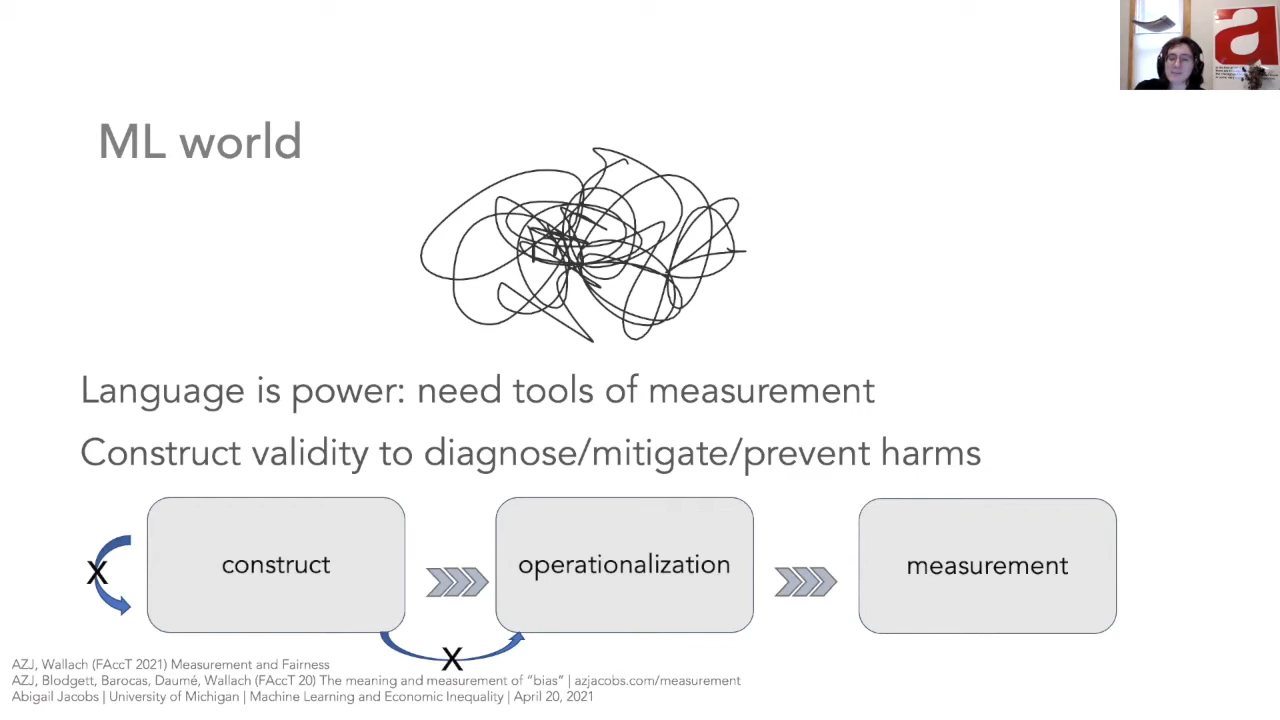 ML world
Language is power: need tools of measurement
Construct validity to diagnose/mitigate/prevent harms
X
construct
operationalization
measurement
X
AZJ, Wallach (FAccT 2021) Measurement and Fairness
AZJ, Blodgett, Barocas, Daumé, Wallach (FAccT 20) The meaning and measurement of “bias” | azjacobs.com/measurement
Abigail Jacobs | University of Michigan | Machine Learning and Economic Inequality | April 20, 2021
a